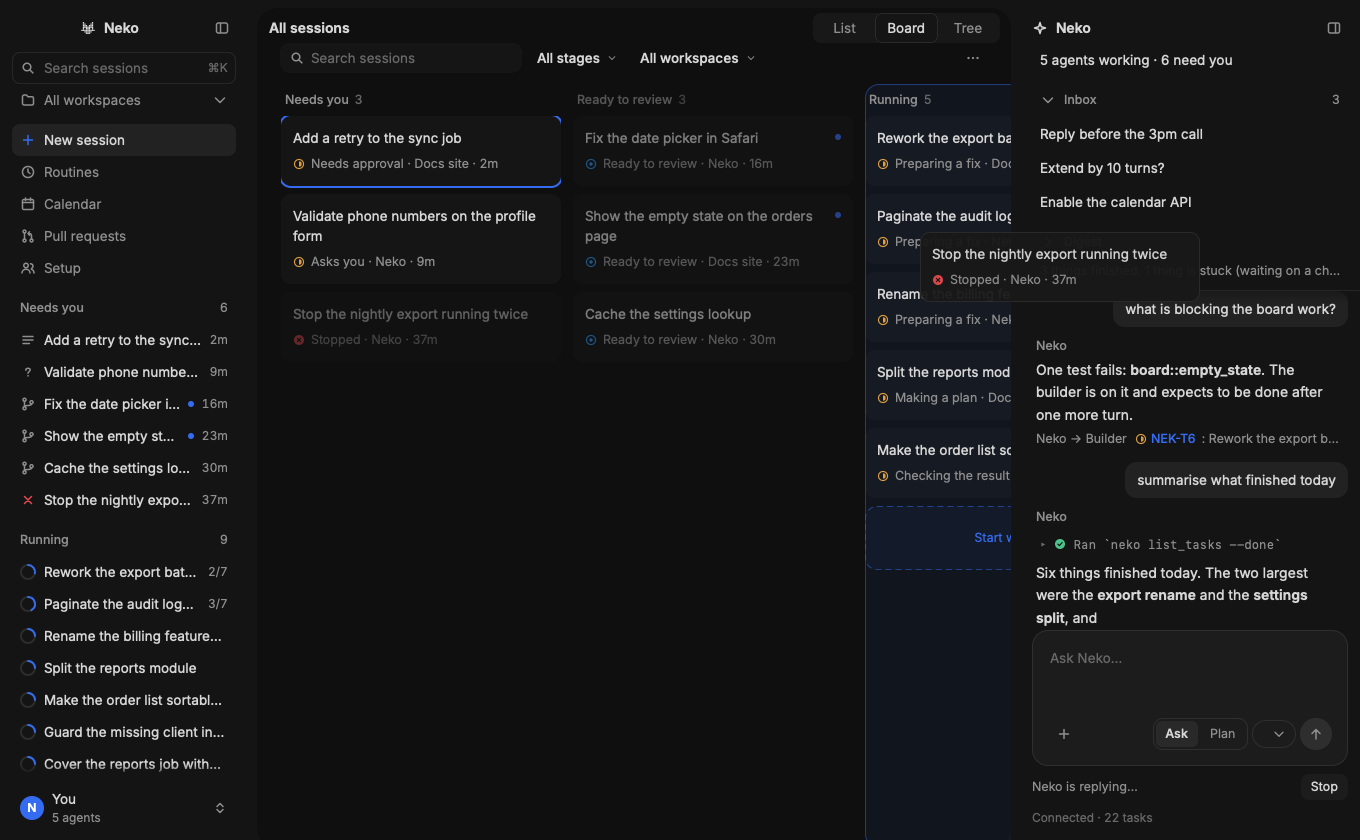 Neko
Search sessions ⌘K
All workspaces
New session
Routines
Calendar
Pull requests
Setup
Needs you 6
Add a retry to the sync... 2m
Validate phone numbe... 9m
Fix the date picker i... 16m
Show the empty st... 23m
Cache the settings lo... 30m
Stop the nightly expo... 37m
Running 9
Rework the export bat... 2/7
Paginate the audit log... 3/7
Rename the billing feature...
Split the reports module
Make the order list sortabl...
Guard the missing client in...
Cover the reports job with...
N
You
5 agents
All sessions
List Board Tree
Search sessions
All stages
All workspaces
Needs you 3
Add a retry to the sync job
Needs approval · Docs site · 2m
Validate phone numbers on the profile
form
Asks you · Neko · 9m
Stop the nightly export running twice
Stopped · Neko · 37m
Ready to review 3
Fix the date picker in Safari
Ready to review · Neko · 16m
Show the empty state on the orders
page
Ready to review · Docs site · 23m
Cache the settings lookup
Ready to review · Neko · 30m
Running 5
Rework the export ba
Preparing a fix · Doc
Paginate the audit log
Prep
Rename
Preparing a fix · Nek
Split the reports mod
Making a plan · Doc
Make the order list so
Checking the result
Start w
Stop the nightly export running twice
Stopped · Neko · 37m
Neko
5 agents working · 6 need you
Inbox 3
Reply before the 3pm call
Extend by 10 turns?
Enable the calendar API
stuck (waiting on a ch...
what is blocking the board work?
Neko
One test fails: board::empty_state. The
builder is on it and expects to be done after
one more turn.
Neko → Builder NEK-T6 : Rework the export b...
summarise what finished today
Neko
Ran `neko list_tasks --done`
Six things finished today. The two largest
were the export rename and the settings
split, and
Ask Neko...
Ask Plan
Neko is replying... Stop
Connected · 22 tasks